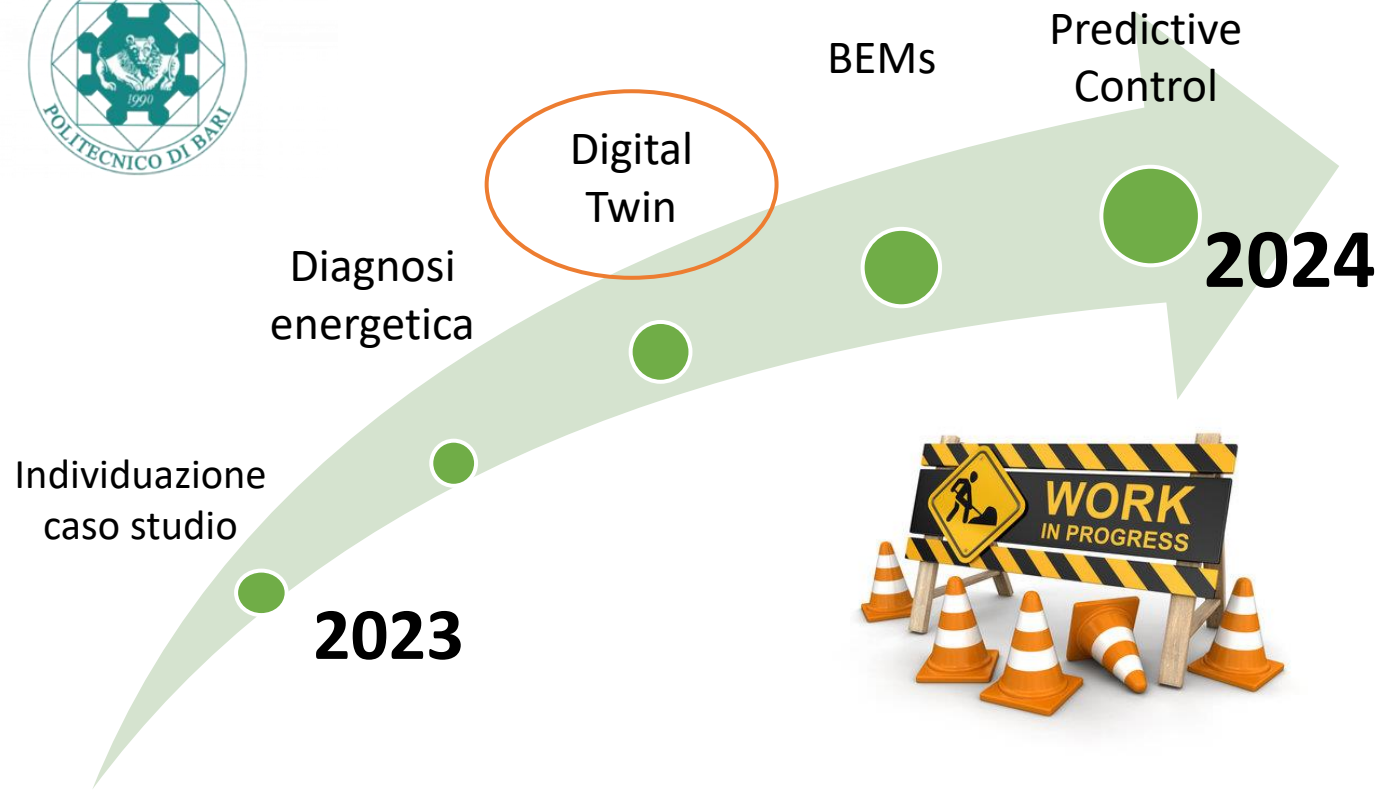 1990
POLITECNICO DI BARI
Individuazione
caso studio
2023
Diagnosi
energetica
Digital
Twin
BEMs
Predictive
Control
2024
WORK
IN PROGRESS